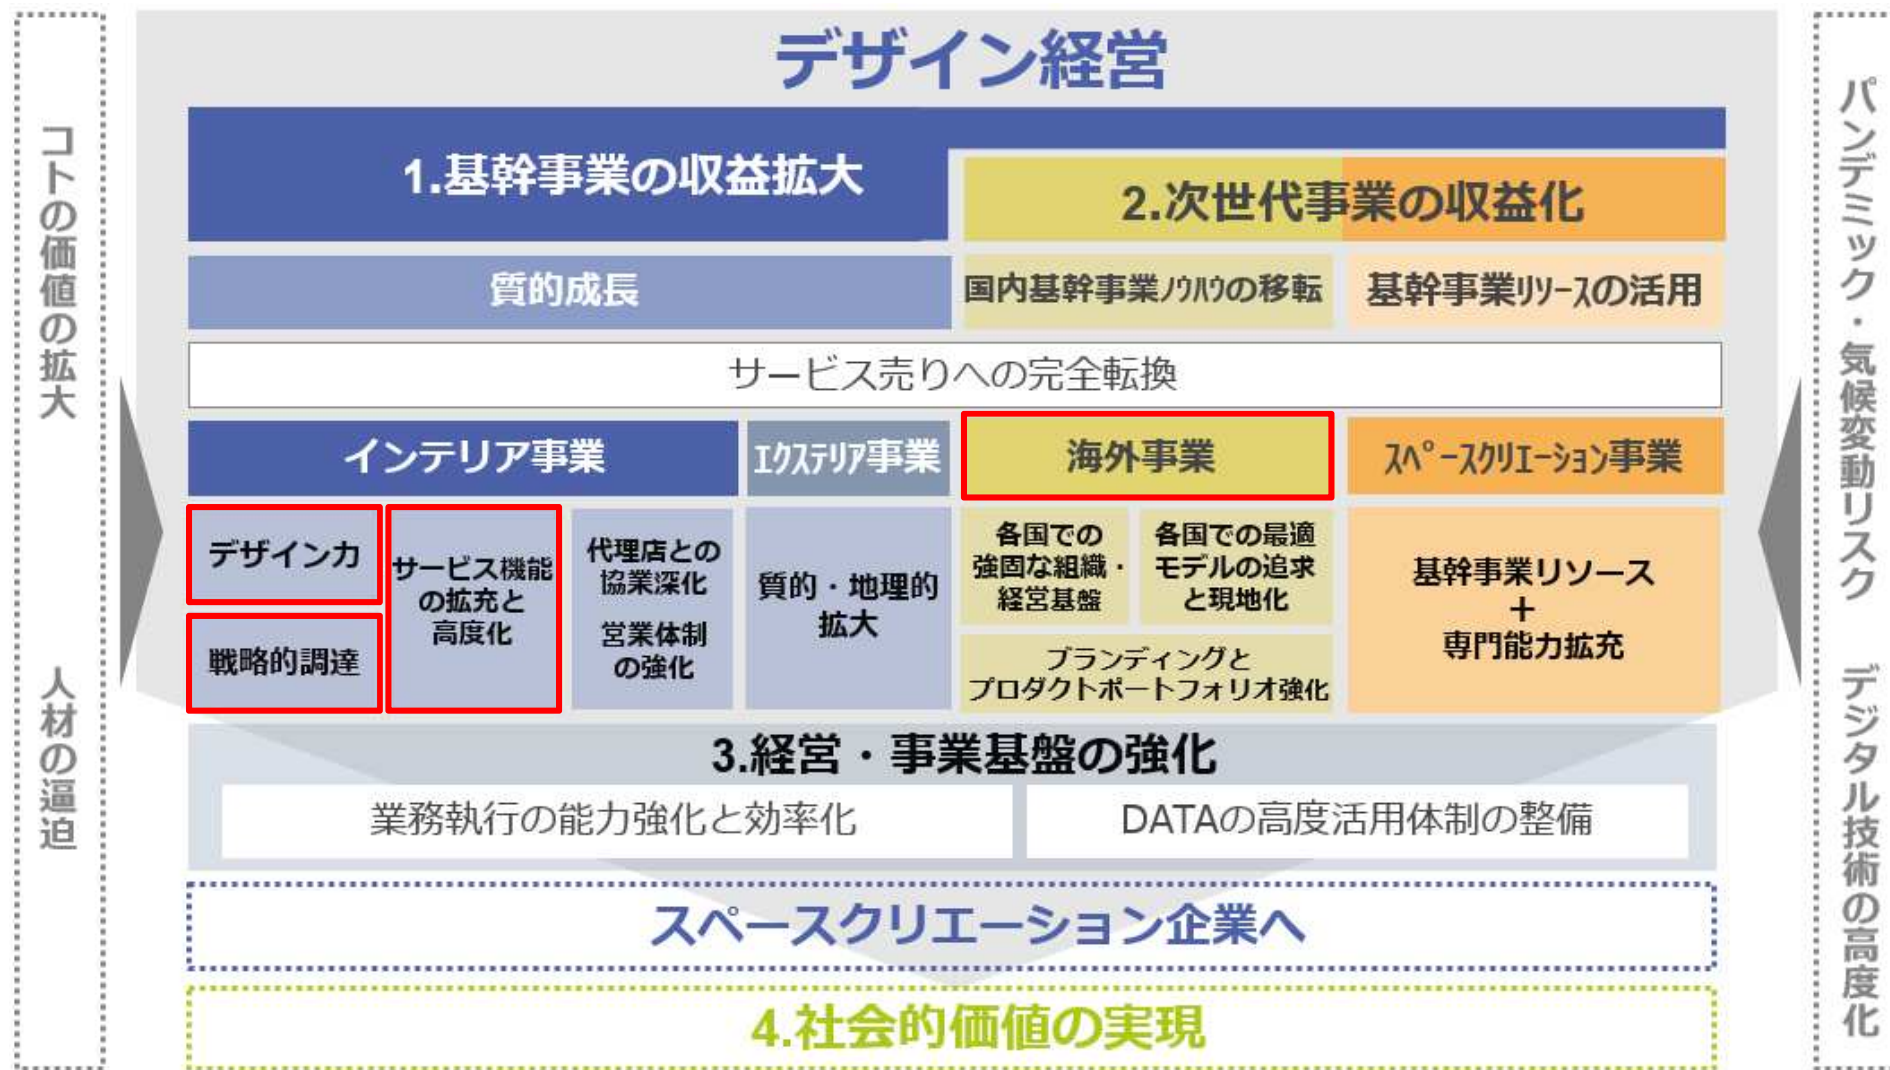 デザイン経営
コトの価値の拡大
人材の逼迫
1.基幹事業の収益拡大
2.次世代事業の収益化
質的成長
国内基幹事業ﾉｳﾊｳの移転
基幹事業ﾘｿｰｽの活用
サービス売りへの完全転換
インテリア事業
ｴｸｽﾃﾘｱ事業
海外事業
ｽﾍﾟｰｽｸﾘｴｰｼｮﾝ事業
デザイン力
戦略的調達
サービス機能
の拡充と
高度化
代理店との
協業深化
営業体制
の強化
質的・地理的
拡大
各国での
強固な組織・
経営基盤
各国での最適
モデルの追求
と現地化
ブランディングと
プロダクトポートフォリオ強化
基幹事業リソース
+
専門能力拡充
3.経営・事業基盤の強化
業務執行の能力強化と効率化
DATAの高度活用体制の整備
スペースクリエーション企業へ
4.社会的価値の実現
パンデミック・気候変動リスク
デジタル技術の高度化